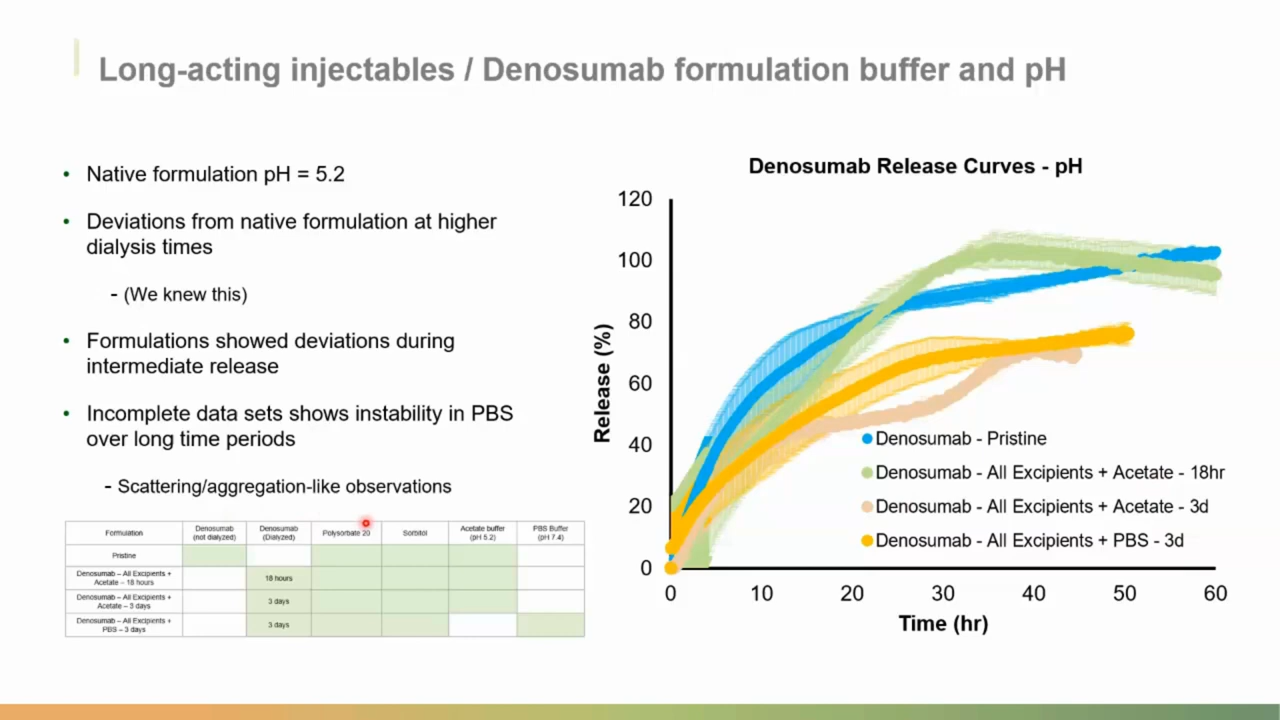 Long-acting injectables / Denosumab formulation buffer and pH
• Native formulation pH = 5.2
• Deviations from native formulation at higher
dialysis times
- (We knew this)
• Formulations showed deviations during
intermediate release
• Incomplete data sets shows instability in PBS
over long time periods
- Scattering/aggregation-like observations
Formulation
Denosumab
(not dialyzed)
Denosumab
(Dialyzed)
Polysorbate 20
Sorbitol
Acetate buffer
(pH 5.2)
PBS Buffer
(pH 7.4)
Pristine
Denosumab – All Excipients +
Acetate – 18 hours
18 hours
Denosumab – All Excipients +
Acetate – 3 days
3 days
Denosumab – All Excipients +
PBS – 3 days
3 days
Denosumab Release Curves - pH
Release (%)
120
100
80
60
40
20
0
0 10 20 30 40 50 60
Time (hr)
Denosumab - Pristine
Denosumab - All Excipients + Acetate - 18hr
Denosumab - All Excipients + Acetate - 3d
Denosumab - All Excipients + PBS - 3d